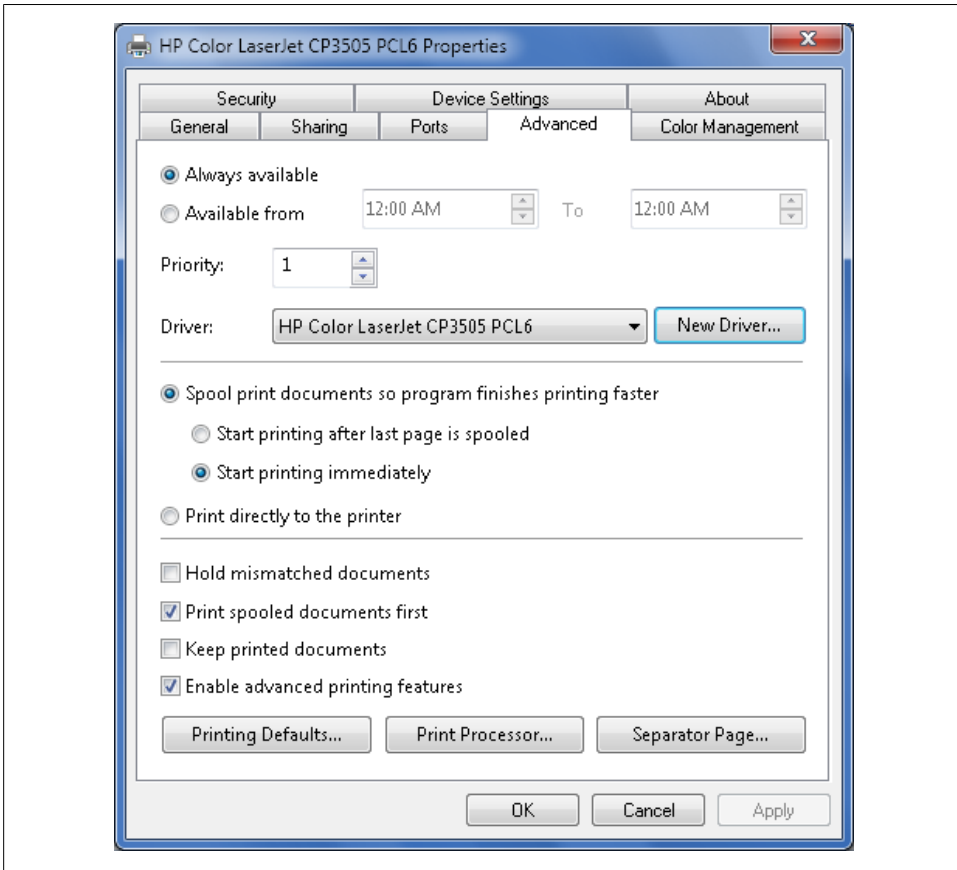 HP Color LaserJet CP3505 PCL6 Properties
Security Device Settings About
General Sharing Ports Advanced Color Management
Always available
Available from 12:00 AM To 12:00 AM
Priority: 1
Driver: HP Color LaserJet CP3505 PCL6 New Driver...
Spool print documents so program finishes printing faster
Start printing after last page is spooled
Start printing immediately
Print directly to the printer
Hold mismatched documents
Print spooled documents first
Keep printed documents
Enable advanced printing features
Printing Defaults... Print Processor... Separator Page...
OK Cancel Apply